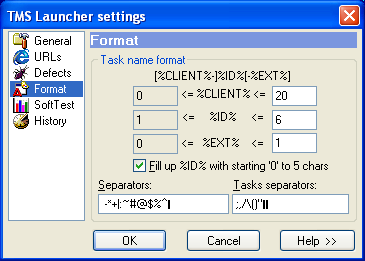 TMS Launcher settings
General
URLs
Defects
Format
SoftTest
History
Format
Task name format
[%CLIENT%-]%ID%[-%EXT%]
0 <= %CLIENT% <= 20
1 <= %ID% <= 6
0 <= %EXT% <= 1
Fill up %ID% with starting '0' to 5 chars
Separators: Tasks separators:
-*+|:~#@$%^ ;,/\()"
OK Cancel Help >>